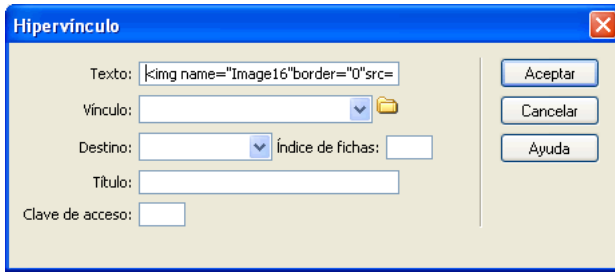 Hipervínculo
Texto: <img name="Image16"border="0"src=
Aceptar
Vínculo:
Cancelar
Destino: Índice de fichas:
Ayuda
Título:
Clave de acceso: